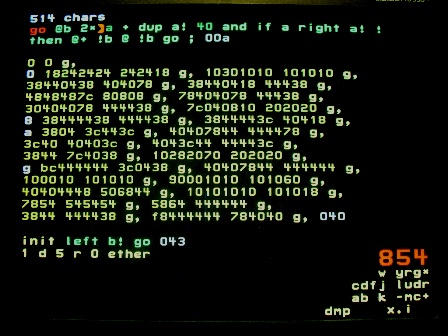 514 chars
go @b 2* a + dup a! 40 and if a right a! !
then @+ !b @ !b go ; 00a
0 0 g,
0 18242424 242418 g, 10301010 101010 g,
38440438 404078 g, 38440418 44438 g,
4848487c 80808 g, 78404078 44438 g,
30404078 444438 g, 7c040810 202020 g,
8 38444438 444438 g, 3844443c 40418 g,
a 3804 3c443c g, 40407844 444478 g,
3c40 40403c g, 4043c44 44443c g,
3844 7c4038 g, 10282070 202020 g,
g bc444444 3c0438 g, 40407844 444444 g,
100010 101010 g, 90001010 101060 g,
40404448 506844 g, 10101010 101018 g,
7854 545454 g, 5864 444444 g,
3844 444438 g, f8444444 784040 g, 040
init left b! go 043
1 d 5 r 0 ether
854
w yrg*
cdfj ludr
ab k -mc+
dmp x.i